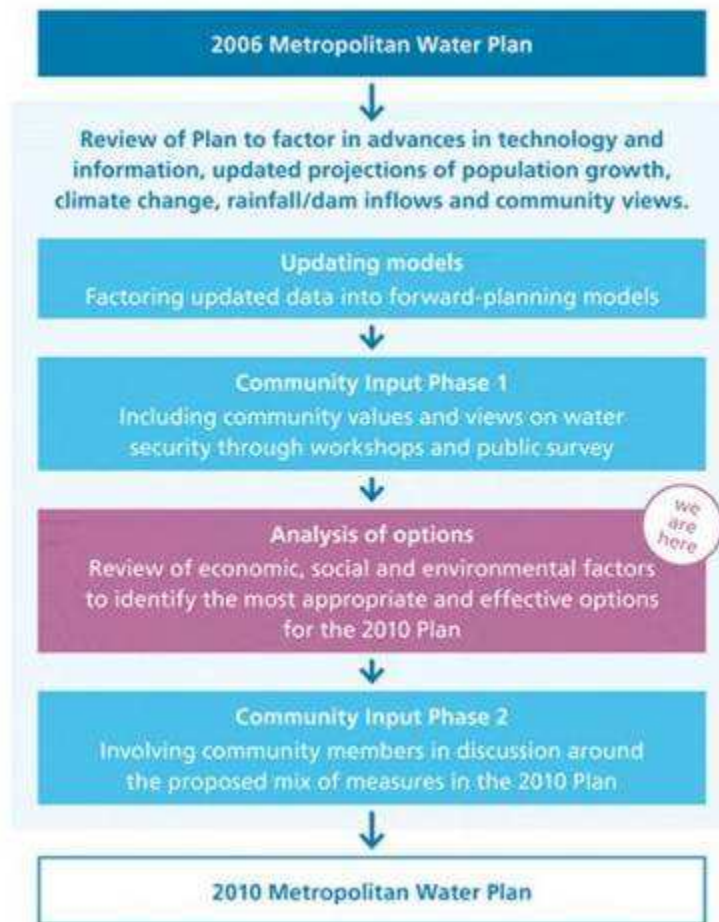 2006 Metropolitan Water Plan
Review of Plan to factor in advances in technology and
information, updated projections of population growth,
climate change, rainfall/dam inflows and community views.
Updating models
Factoring updated data into forward-planning models
Community Input Phase 1
Including community values and views on water
security through workshops and public survey
we
are
here
Analysis of options
Review of economic, social and environmental factors
to identify the most appropriate and effective options
for the 2010 Plan
Community Input Phase 2
Involving community members in discussion around
the proposed mix of measures in the 2010 Plan
2010 Metropolitan Water Plan